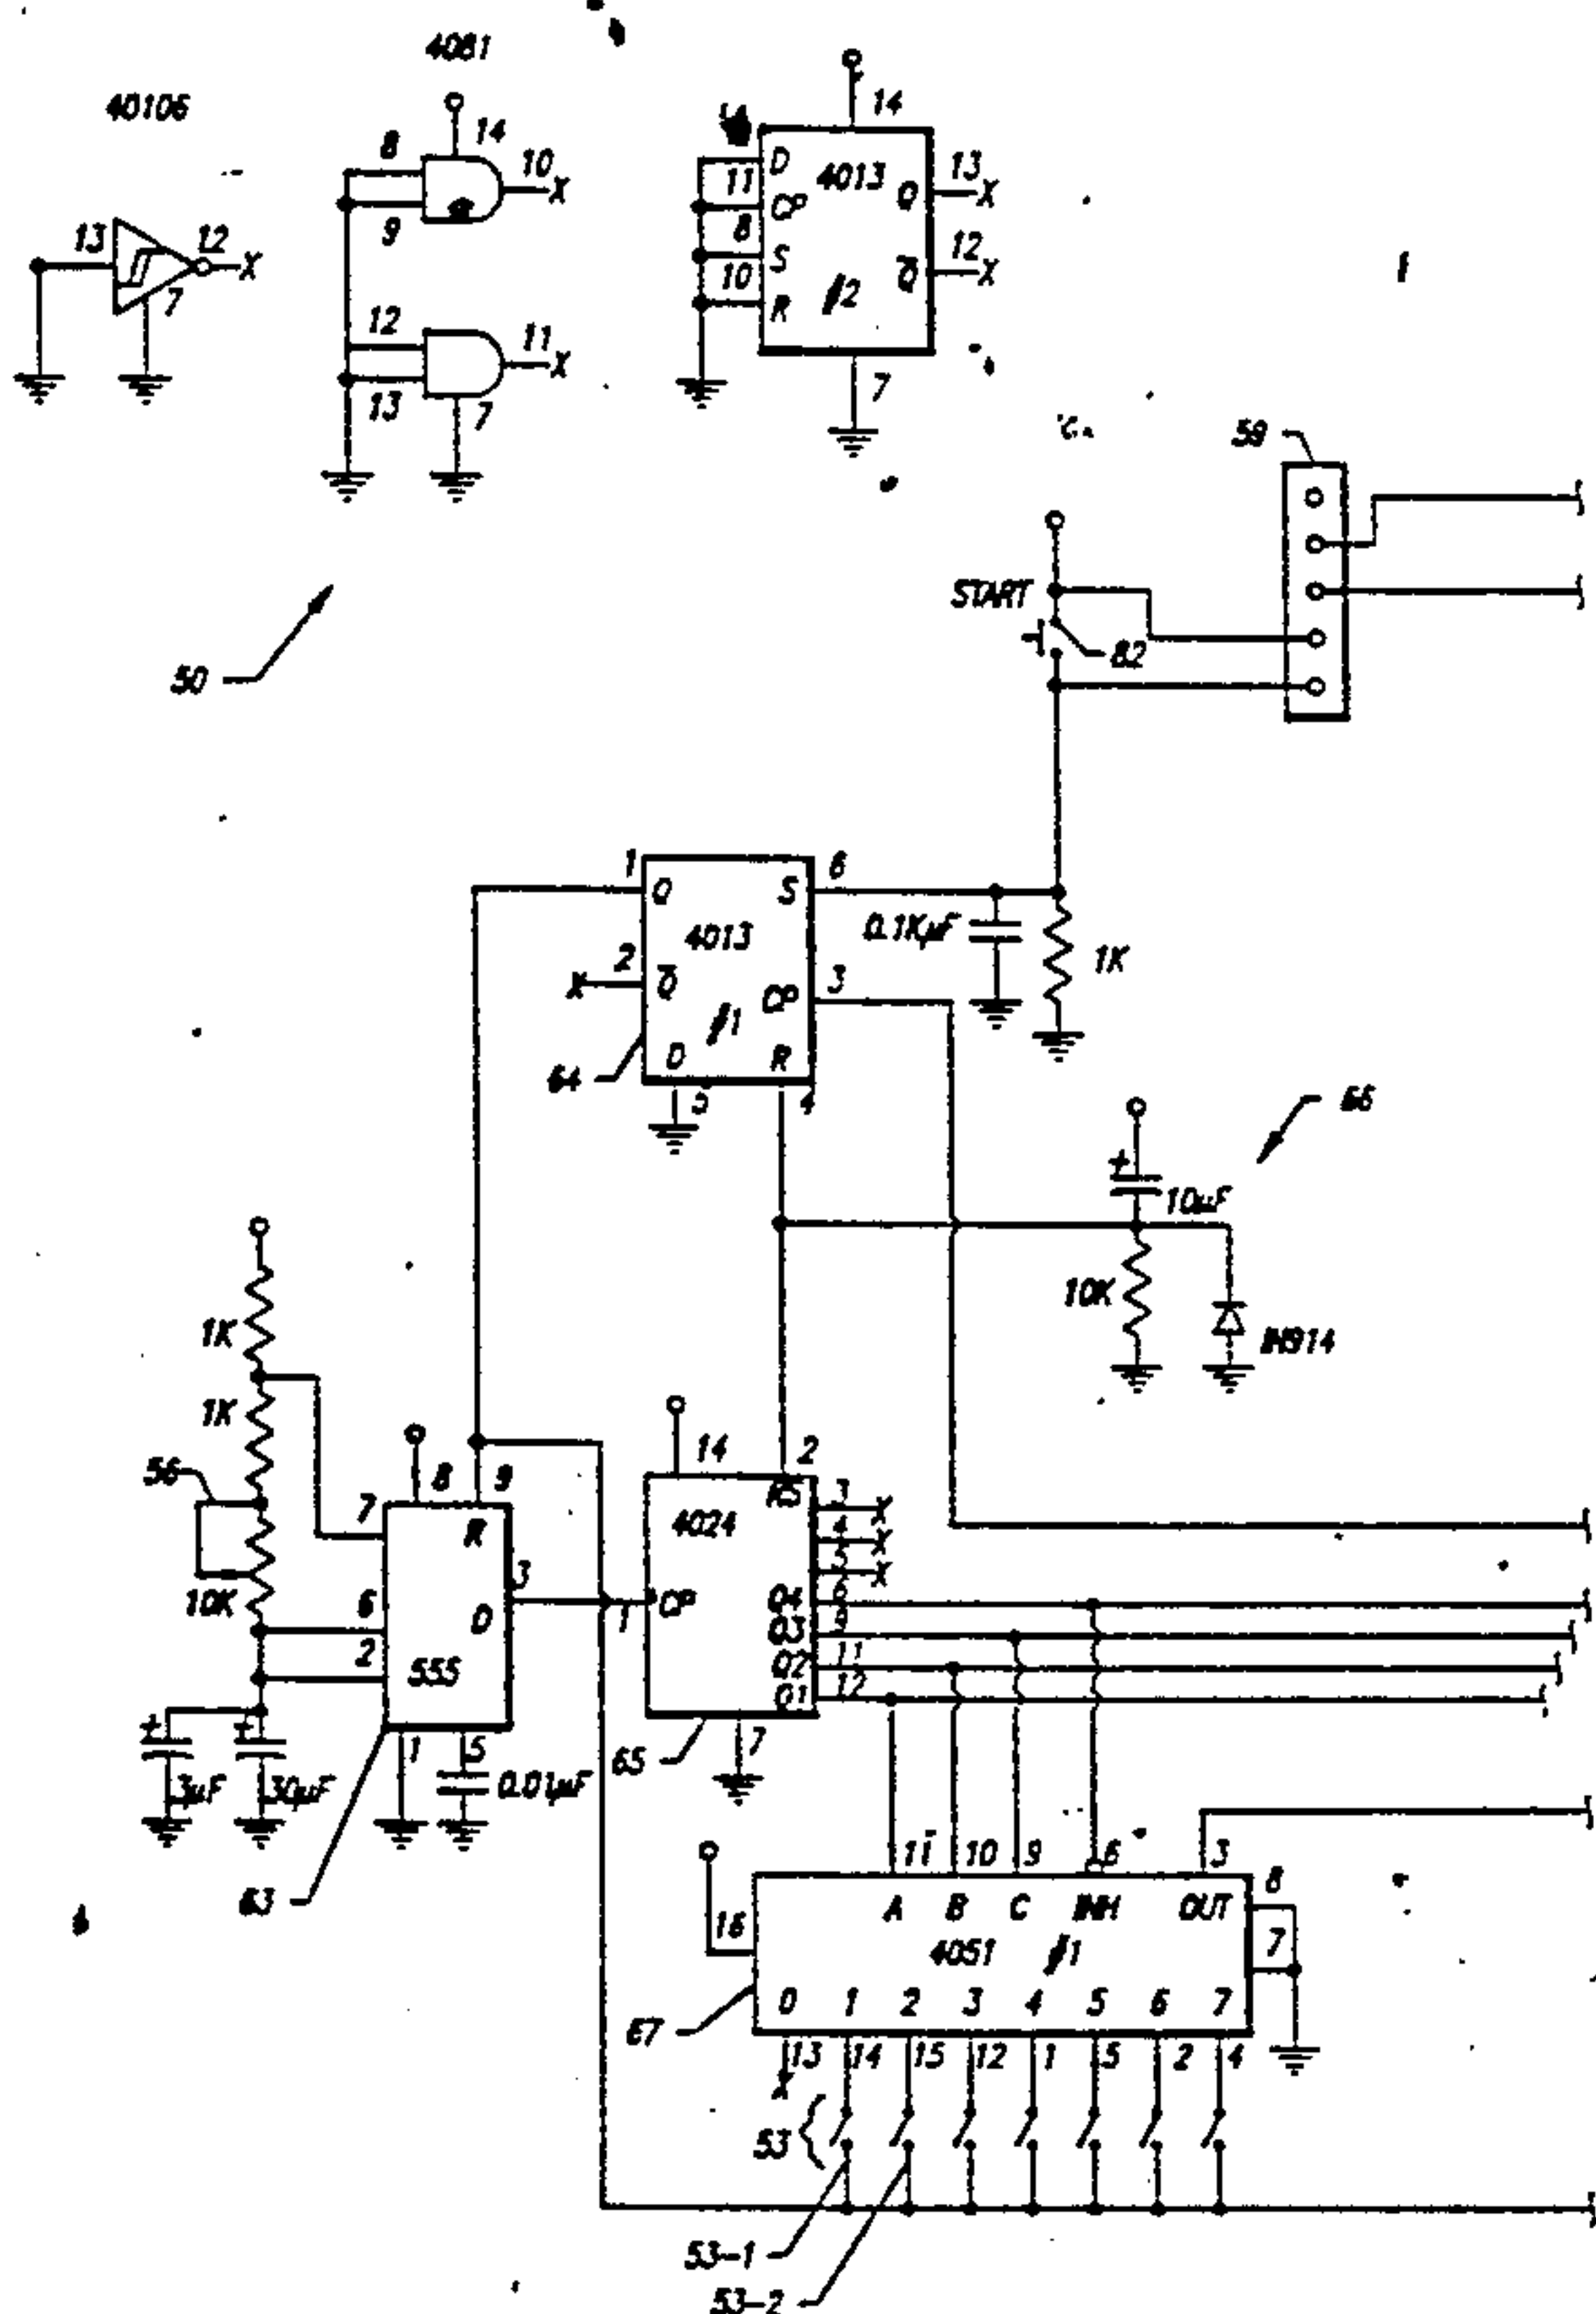 4081
40106
14
8
10
X
9
13
12
X
7
12
11
X
13
7
14
D
4013
13
X
11
CP
Q
8
S
12
X
10
R
#2
Q̅
7
59
START
82
50
1
Q
S
6
4013
0.1KµF
1K
2
X
Q̅
CP
3
#1
D
R
64
5
4
66
+
10µF
10K
1N914
1K
1K
56
10K
8
9
7
R
3
6
D
2
555
+
+
3µF
30µF
1
5
0.01µF
63
14
2
4024
RS
3
X
4
X
5
X
1
CP
Q4
6
Q3
9
Q2
11
Q1
12
65
7
11
10
9
6
3
8
A
B
C
INH
OUT
16
4051
#1
7
0
1
2
3
4
5
6
7
67
13
14
15
12
1
5
2
4
X
53
53-1
53-2